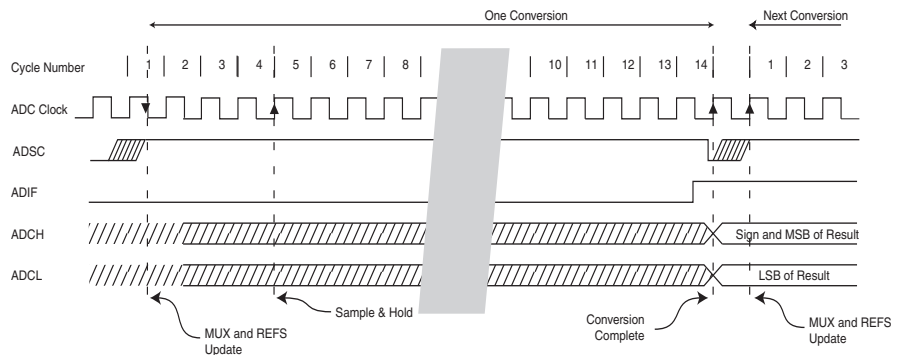 One Conversion
Next Conversion
Cycle Number 1 2 3 4 5 6 7 8 10 11 12 13 14 1 2 3
ADC Clock
ADSC
ADIF
ADCH Sign and MSB of Result
ADCL LSB of Result
MUX and REFS
Update
Sample & Hold
Conversion
Complete
MUX and REFS
Update